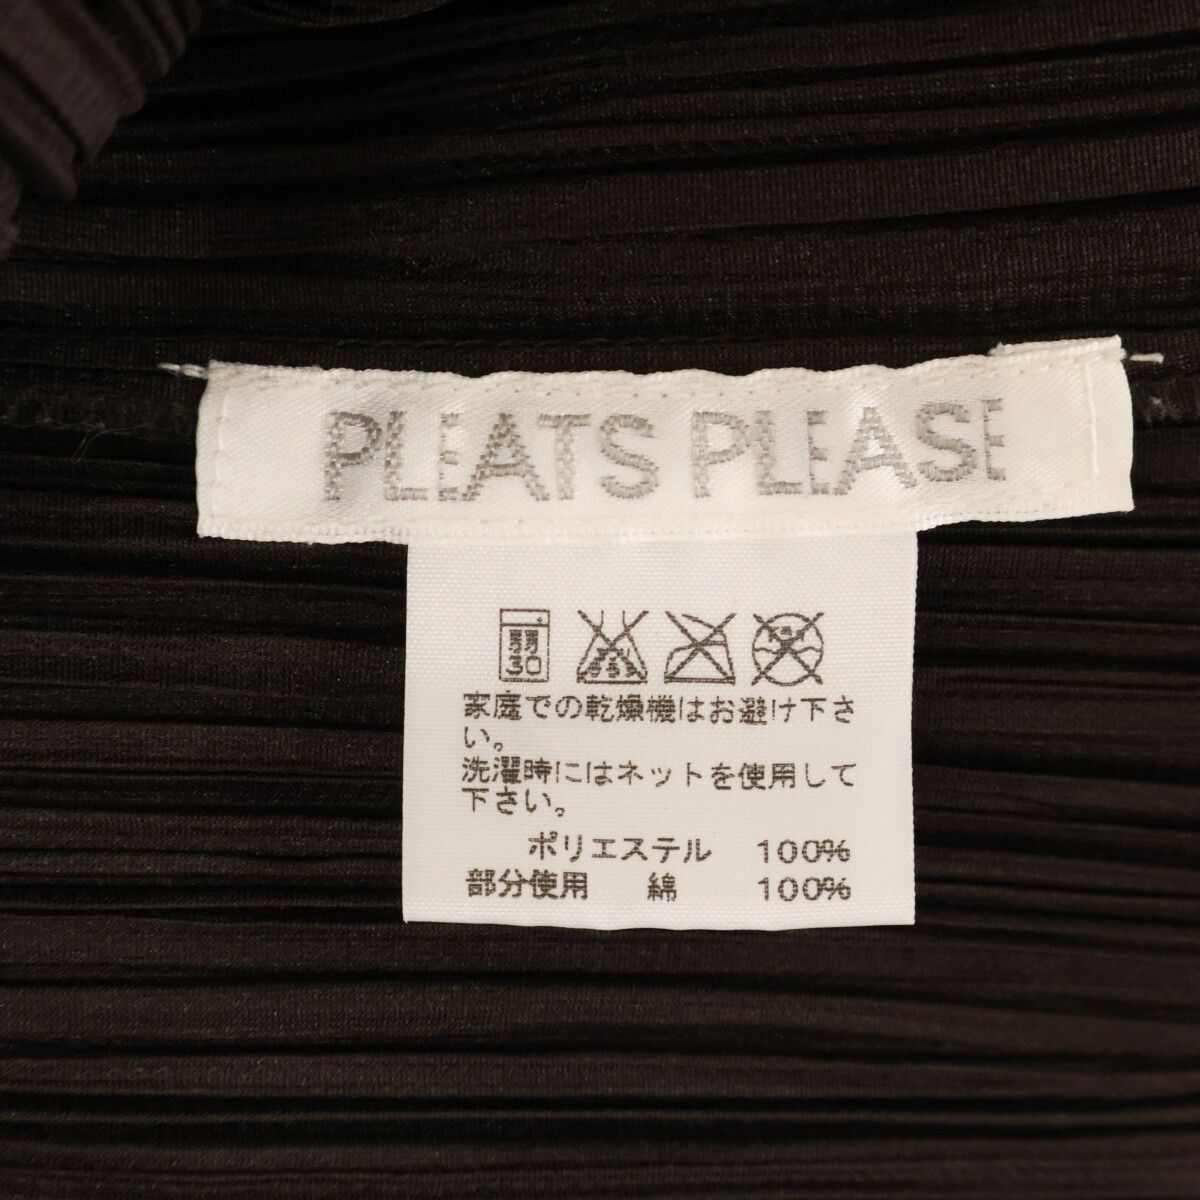 PLEATS PLEASE
弱
30
家庭での乾燥機はお避け下さ
い。
洗濯時にはネットを使用して
下さい。
ポリエステル 100%
部分使用 綿 100%